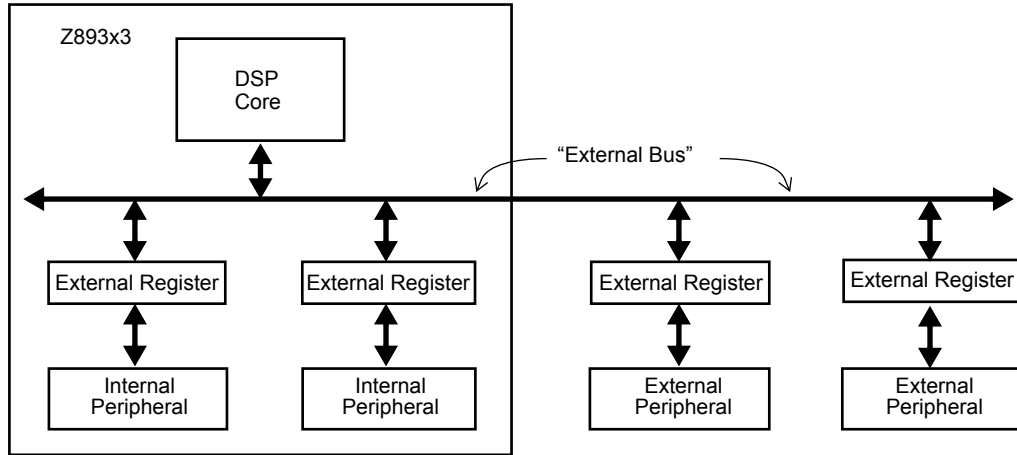 Z893x3
DSP
Core
“External Bus”
External Register
External Register
External Register
External Register
Internal
Peripheral
Internal
Peripheral
External
Peripheral
External
Peripheral